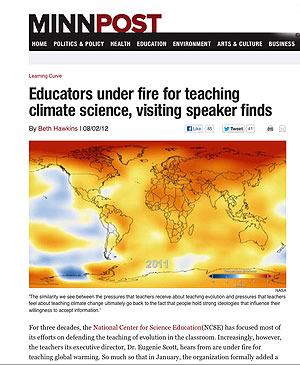 MINNPOST
HOME POLITICS & POLICY HEALTH EDUCATION ENVIRONMENT ARTS & CULTURE BUSINESS
Learning Curve
Educators under fire for teaching
climate science, visiting speaker finds
By Beth Hawkins | 08/02/12
Like 85 Tweet 41
2011
NASA
"The similarity we see between the pressures that teachers receive about teaching evolution and pressures that teachers
feel about teaching climate change ultimately go back to the fact that people hold strong ideologies that influence their
willingness to accept information."
For three decades, the National Center for Science Education(NCSE) has focused most
of its efforts on defending the teaching of evolution in the classroom. Increasingly, however,
the teachers its executive director, Dr. Eugenie Scott, hears from are under fire for
teaching global warming. So much so that in January, the organization formally added a